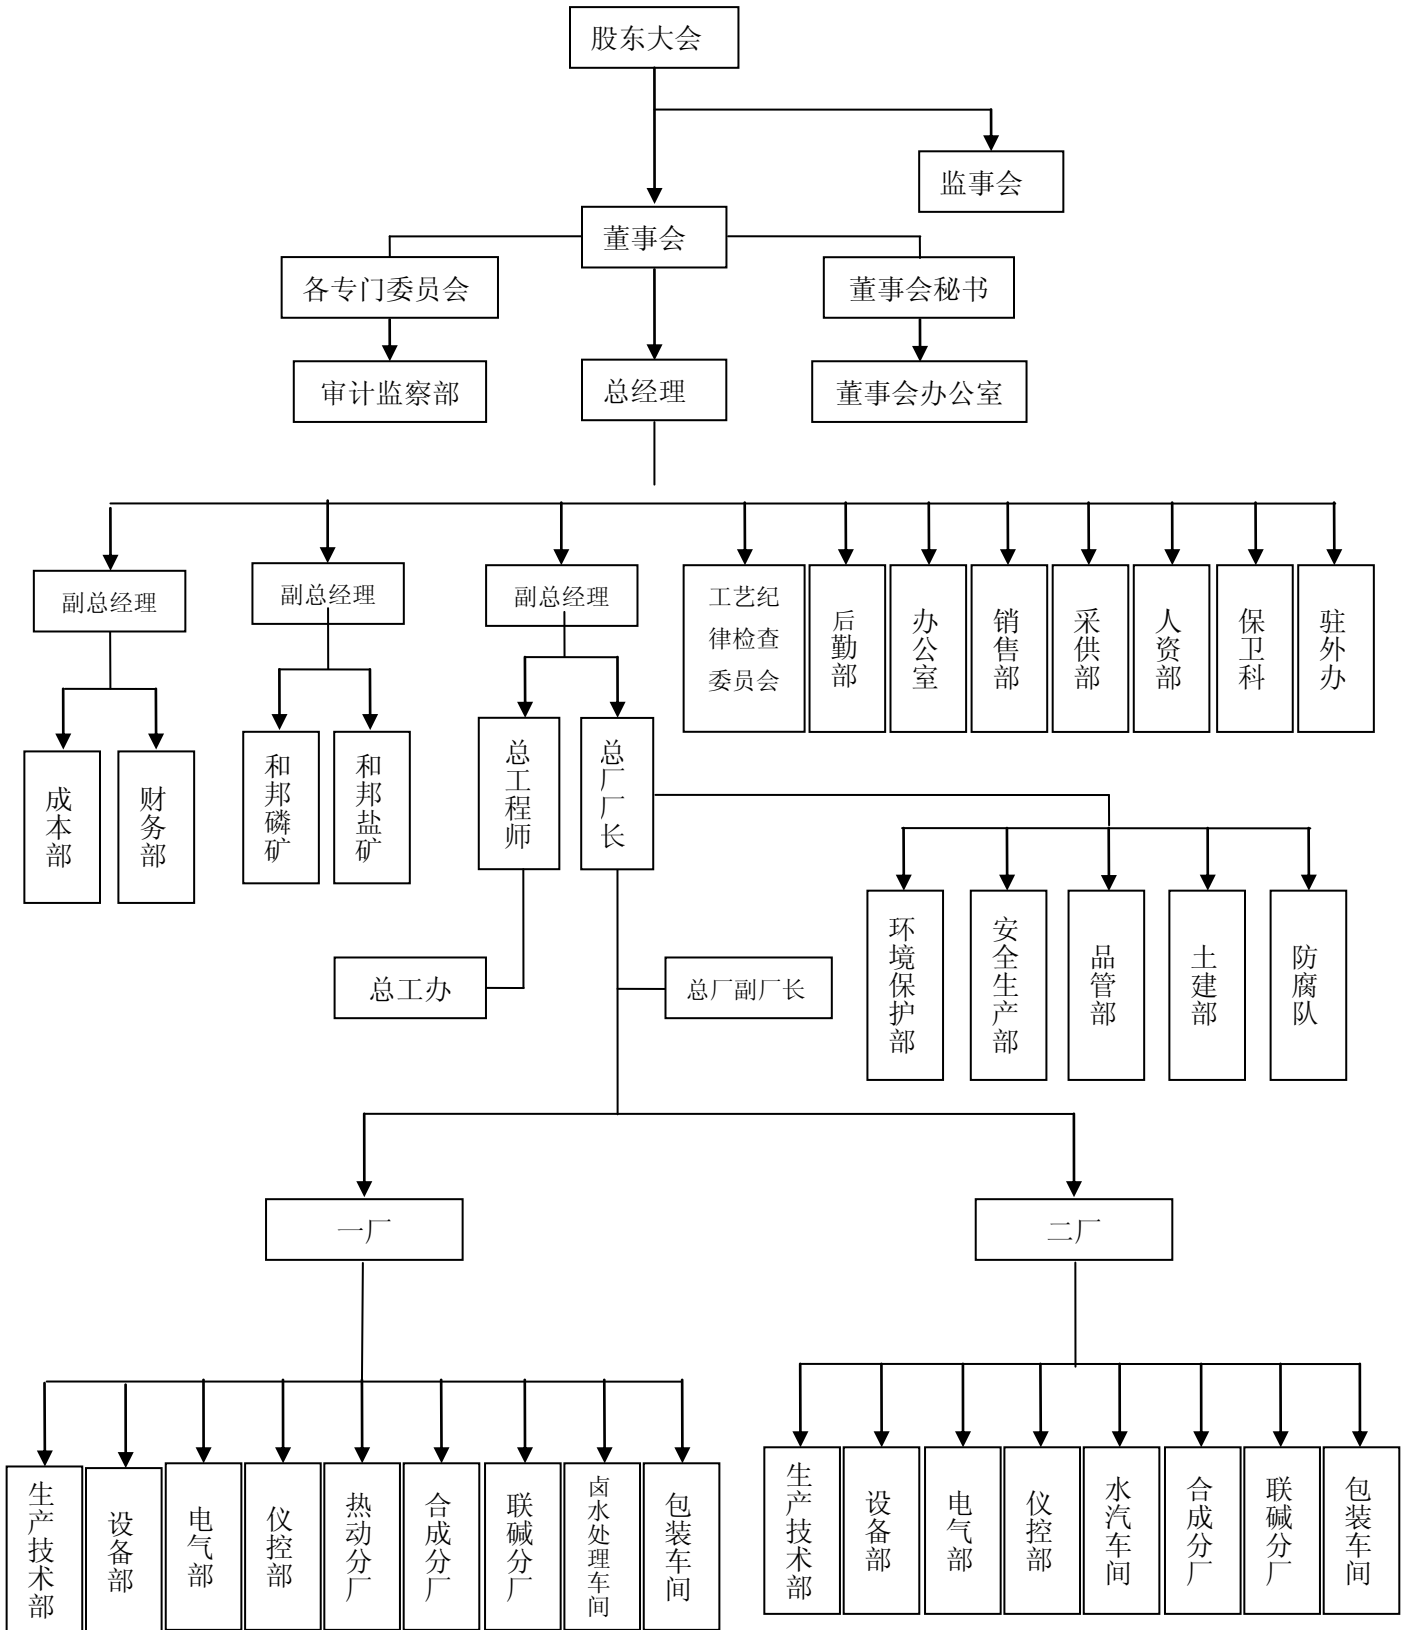 股东大会
监事会
董事会
各专门委员会
董事会秘书
审计监察部
总经理
董事会办公室
副总经理
副总经理
副总经理
工艺纪
律检查
委员会
后勤部
办公室
销售部
采供部
人资部
保卫科
驻外办
成本部
财务部
和邦磷矿
和邦盐矿
总工程师
总厂厂长
环境保护部
安全生产部
品管部
土建部
防腐队
总工办
总厂副厂长
一厂
二厂
生产技术部
设备部
电气部
仪控部
热动分厂
合成分厂
联碱分厂
卤水处理车间
包装车间
生产技术部
设备部
电气部
仪控部
水汽车间
合成分厂
联碱分厂
包装车间